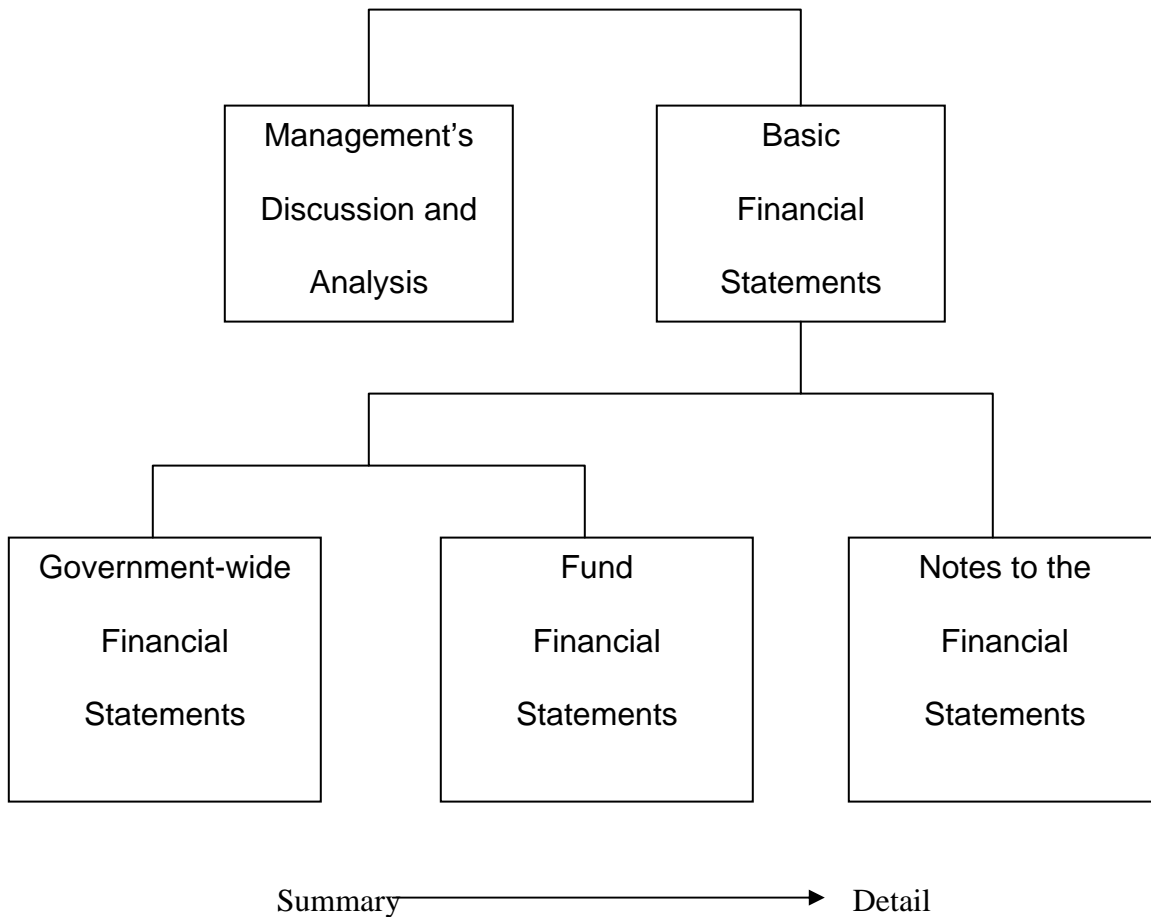 Management’s
Discussion and
Analysis
Basic
Financial
Statements
Government-wide
Financial
Statements
Fund
Financial
Statements
Notes to the
Financial
Statements
Summary
Detail